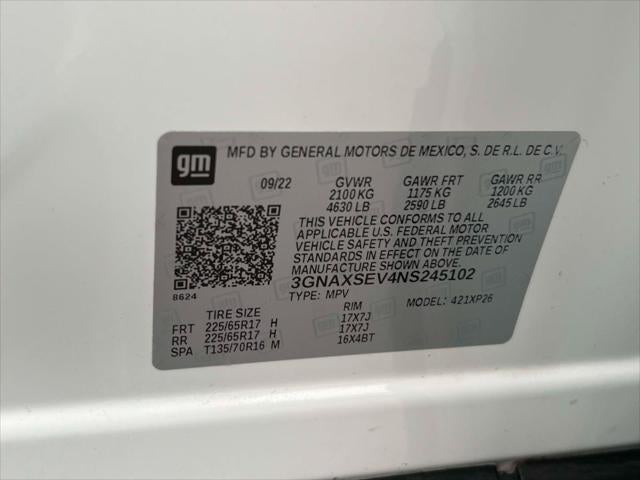 gm
MFD BY GENERAL MOTORS DE MEXICO, S. DE R.L. DE C.V.
09/22 GVWR GAWR FRT GAWR RR
2100 KG 1175 KG 1200 KG
4630 LB 2590 LB 2645 LB
THIS VEHICLE CONFORMS TO ALL
APPLICABLE U.S. FEDERAL MOTOR
VEHICLE SAFETY AND THEFT PREVENTION
STANDARDS IN EFFECT ON THE DATE OF
MANUFACTURE SHOWN ABOVE.
3GNAXSEV4NS245102
8624 TYPE: MPV MODEL: 421XP26
TIRE SIZE RIM
FRT 225/65R17 H 17X7J
RR 225/65R17 H 17X7J
SPA T135/70R16 M 16X4BT